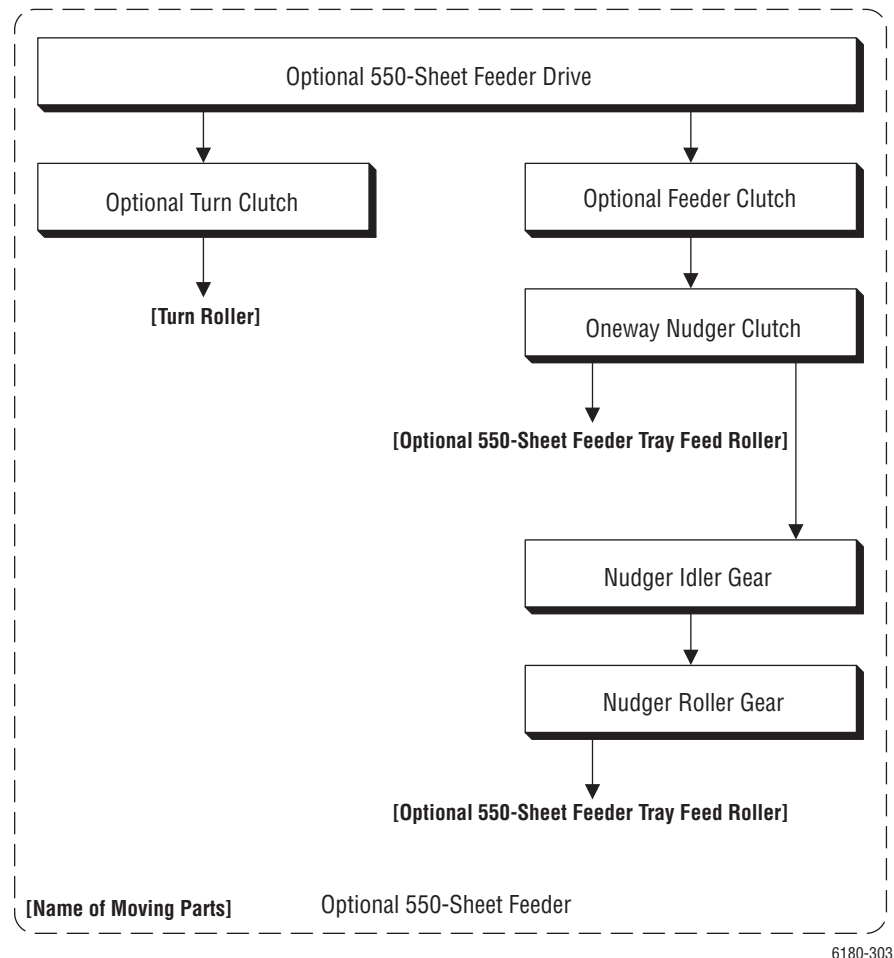 Optional 550-Sheet Feeder Drive
Optional Turn Clutch
Optional Feeder Clutch
[Turn Roller]
Oneway Nudger Clutch
[Optional 550-Sheet Feeder Tray Feed Roller]
Nudger Idler Gear
Nudger Roller Gear
[Optional 550-Sheet Feeder Tray Feed Roller]
[Name of Moving Parts]
Optional 550-Sheet Feeder
6180-303